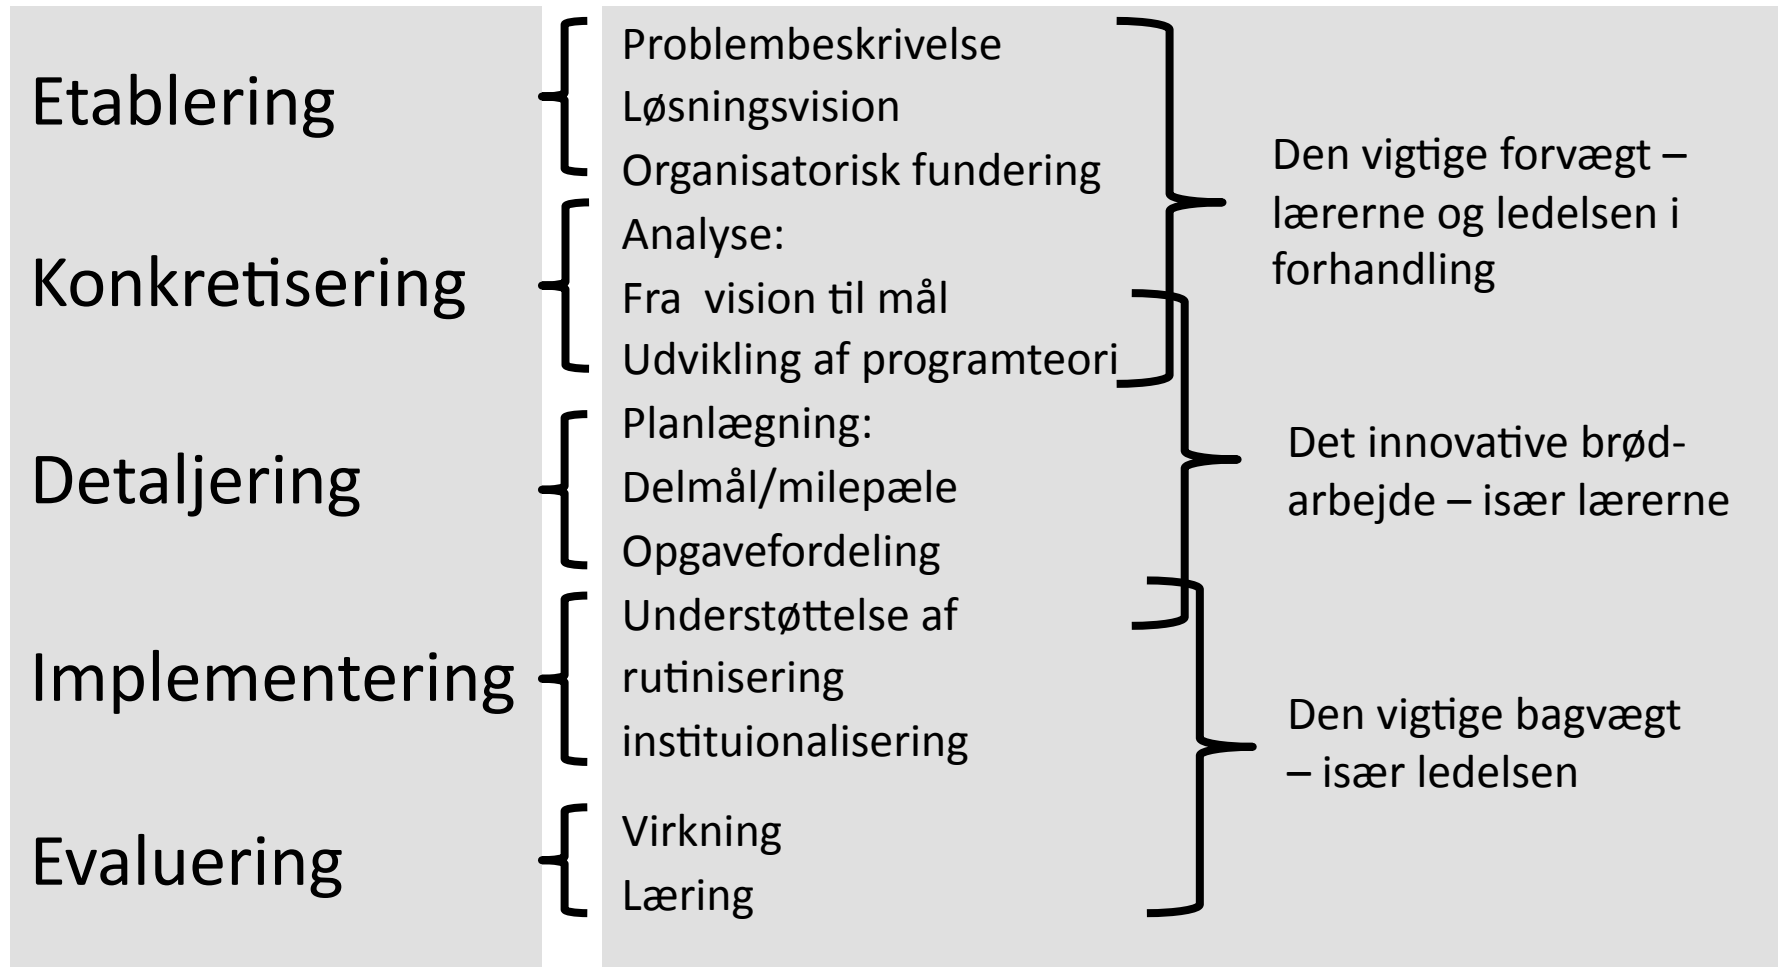 Etablering
Problembeskrivelse
Løsningsvision
Organisatorisk fundering
Konkretisering
Analyse:
Fra  vision til mål
Udvikling af programteori
Den vigtige forvægt –
lærerne og ledelsen i
forhandling
Detaljering
Planlægning:
Delmål/milepæle
Opgavefordeling
Det innovative brød-
arbejde – især lærerne
Implementering
Understøttelse af
rutinisering
instituionalisering
Den vigtige bagvægt
– især ledelsen
Evaluering
Virkning
Læring